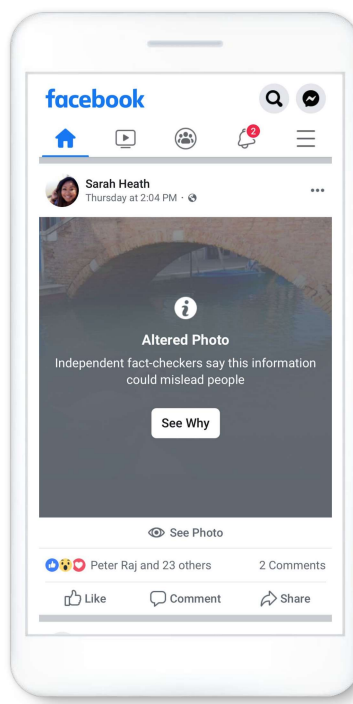 facebook
2
Sarah Heath
Thursday at 2:04 PM ·
Altered Photo
Independent fact-checkers say this information
could mislead people
See Why
See Photo
Peter Raj and 23 others 2 Comments
Like Comment Share